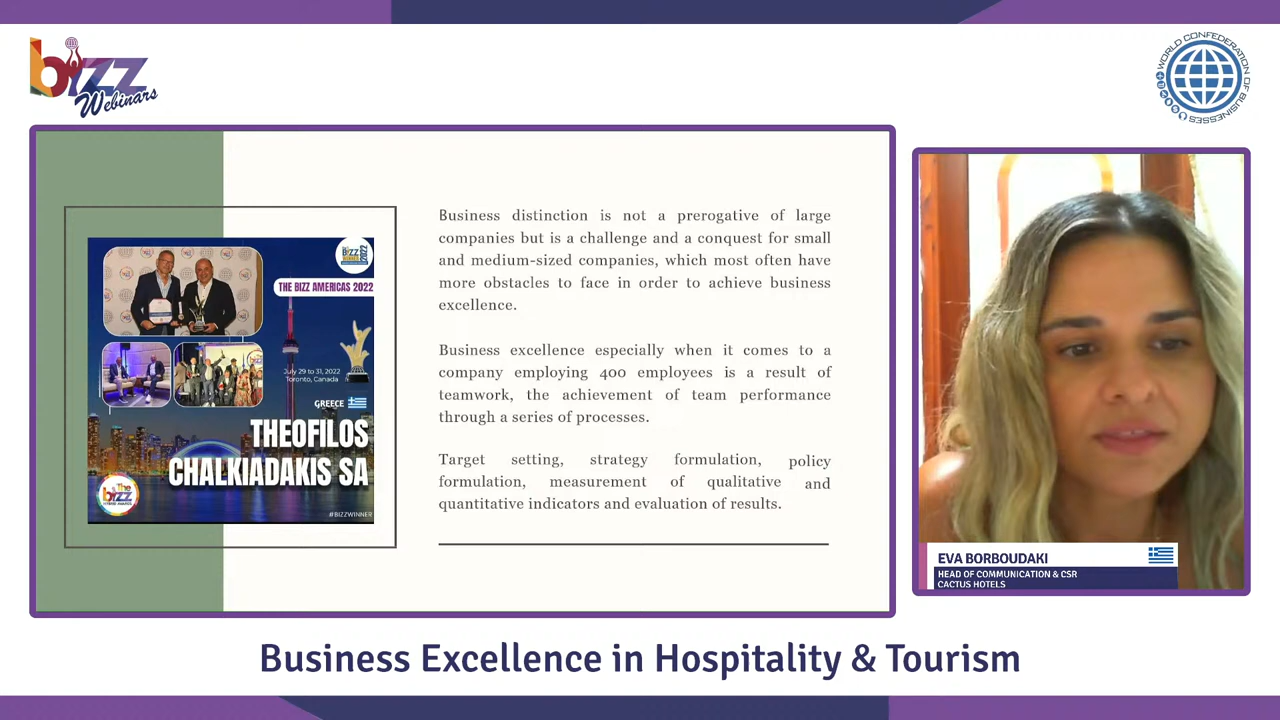 bizz
Webinars
WORLD CONFEDERATION OF BUSINESSES
Business distinction is not a prerogative of large
companies but is a challenge and a conquest for small
and medium-sized companies, which most often have
more obstacles to face in order to achieve business
excellence.
Business excellence especially when it comes to a
company employing 400 employees is a result of
teamwork, the achievement of team performance
through a series of processes.
Target setting, strategy formulation, policy
formulation, measurement of qualitative and
quantitative indicators and evaluation of results.
BIZZ
2022
THE BIZZ AMERICAS 2022
July 29 to 31, 2022
Toronto, Canada
GREECE
THEOFILOS
CHALKIADAKIS SA
The
bizz
HYBRID AWARDS
#BIZZWINNER
EVA BORBOUDAKI
HEAD OF COMMUNICATION & CSR
CACTUS HOTELS
Business Excellence in Hospitality & Tourism